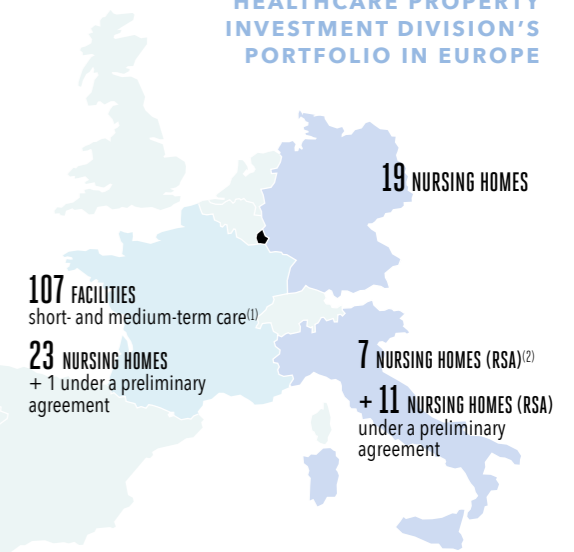 HEALTHCARE PROPERTY
INVESTMENT DIVISION'S
PORTFOLIO IN EUROPE
19 NURSING HOMES
107 FACILITIES
short- and medium-term care(1)
23 NURSING HOMES
+ 1 under a preliminary
agreement
7 NURSING HOMES (RSA)(2)
+ 11 NURSING HOMES (RSA)
under a preliminary
agreement